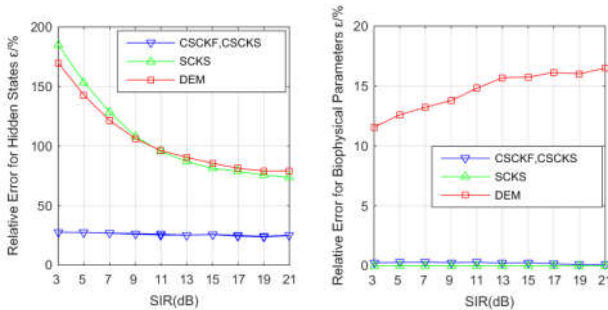 Relative Error for Hidden States ε/%
200
150
100
50
0
CSCKF,CSCKS
SCKS
DEM
3 5 7 9 11 13 15 17 19 21
SIR(dB)
Relative Error for Biophysical Parameters ε/%
20
15
10
5
0
CSCKF,CSCKS
SCKS
DEM
3 5 7 9 11 13 15 17 19 21
SIR(dB)